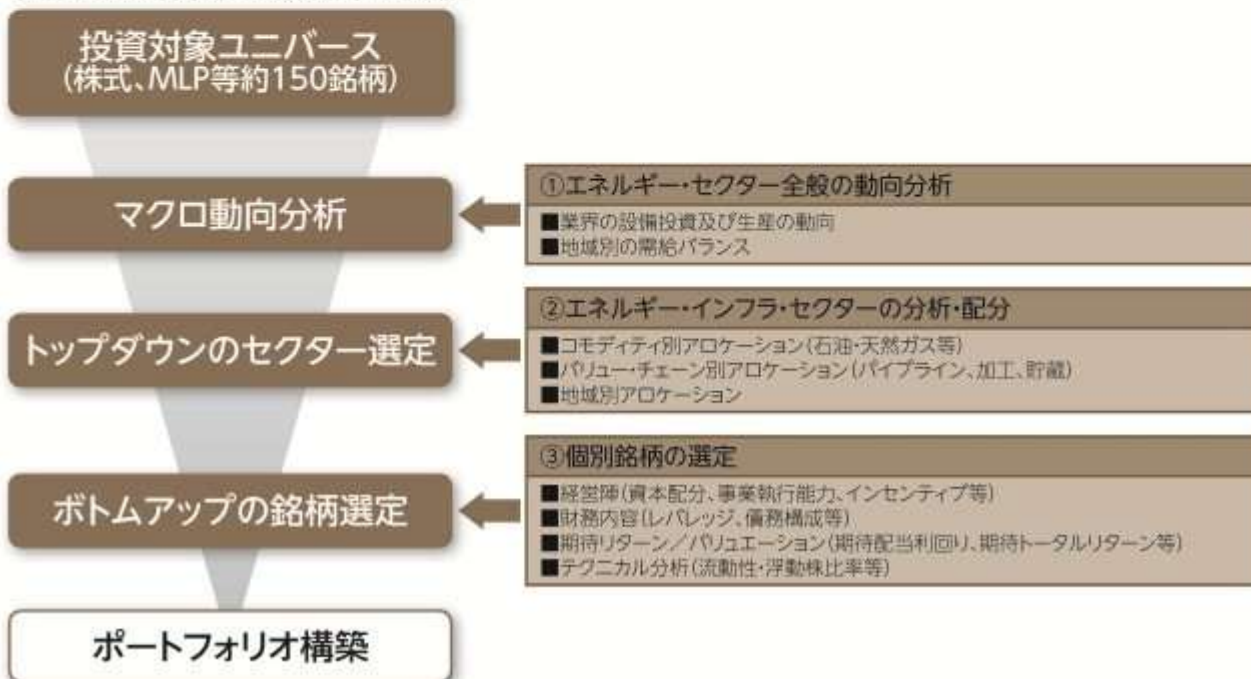 投資対象ユニバース
(株式、MLP等約150銘柄)
マクロ動向分析
①エネルギー・セクター全般の動向分析
■業界の設備投資及び生産の動向
■地域別の需給バランス
トップダウンのセクター選定
②エネルギー・インフラ・セクターの分析・配分
■コモディティ別アロケーション(石油・天然ガス等)
■バリュー・チェーン別アロケーション(パイプライン、加工、貯蔵)
■地域別アロケーション
ボトムアップの銘柄選定
③個別銘柄の選定
■経営陣(資本配分、事業執行能力、インセンティブ等)
■財務内容(レバレッジ、債務構成等)
■期待リターン／バリュエーション(期待配当利回り、期待トータルリターン等)
■テクニカル分析(流動性・浮動株比率等)
ポートフォリオ構築